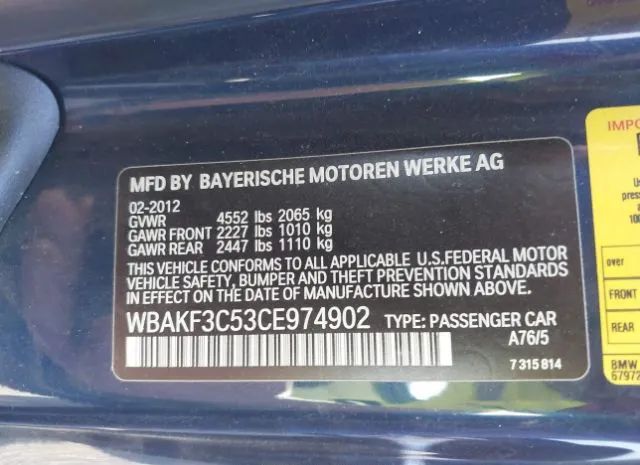 MFD BY BAYERISCHE MOTOREN WERKE AG
02-2012
GVWR 4552 lbs 2065 kg
GAWR FRONT 2227 lbs 1010 kg
GAWR REAR 2447 lbs 1110 kg
THIS VEHICLE CONFORMS TO ALL APPLICABLE U.S.FEDERAL MOTOR
VEHICLE SAFETY, BUMPER AND THEFT PREVENTION STANDARDS
IN EFFECT ON THE DATE OF MANUFACTURE SHOWN ABOVE.
WBAKF3C53CE974902 TYPE: PASSENGER CAR
A76/5
7 315 814
over
FRONT
REAR
BMW